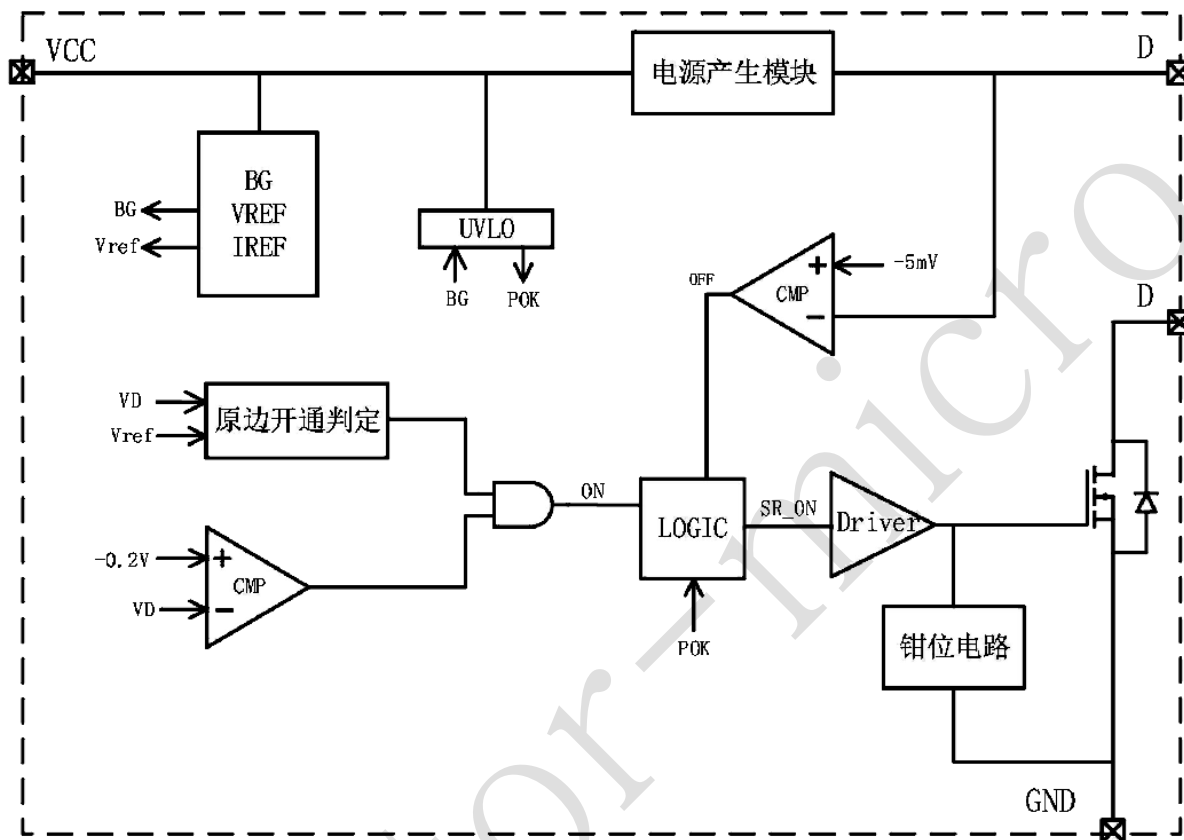 VCC
D
电源产生模块
BG
VREF
IREF
BG
Vref
UVLO
BG
POK
OFF
+
CMP
-
-5mV
D
VD
Vref
原边开通判定
ON
-0.2V
VD
+
CMP
-
LOGIC
SR_ON
Driver
POK
钳位电路
GND
or-micro